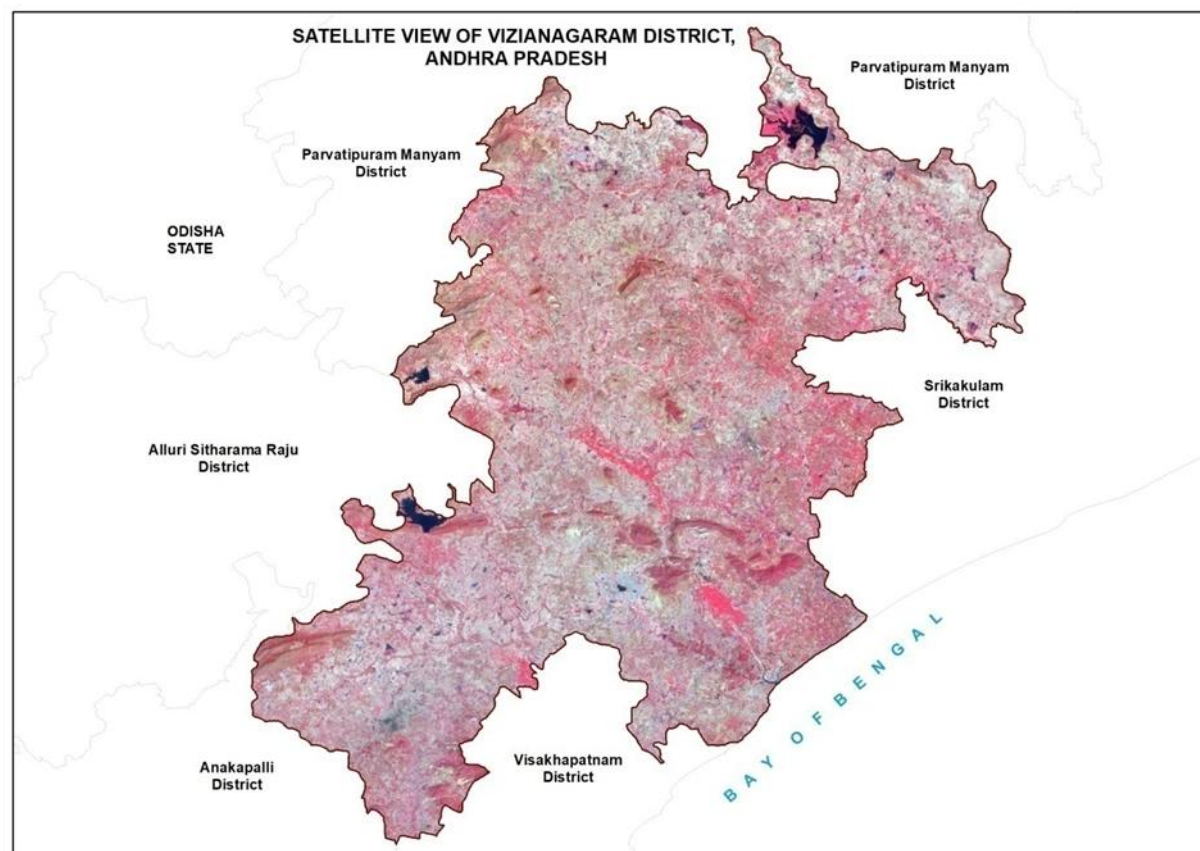 SATELLITE VIEW OF VIZIANAGARAM DISTRICT,
ANDHRA PRADESH
Parvatipuram Manyam
District
Parvatipuram Manyam
District
ODISHA
STATE
Srikakulam
District
Alluri Sitharama Raju
District
BAY OF BENGAL
Visakhapatnam
District
Anakapalli
District